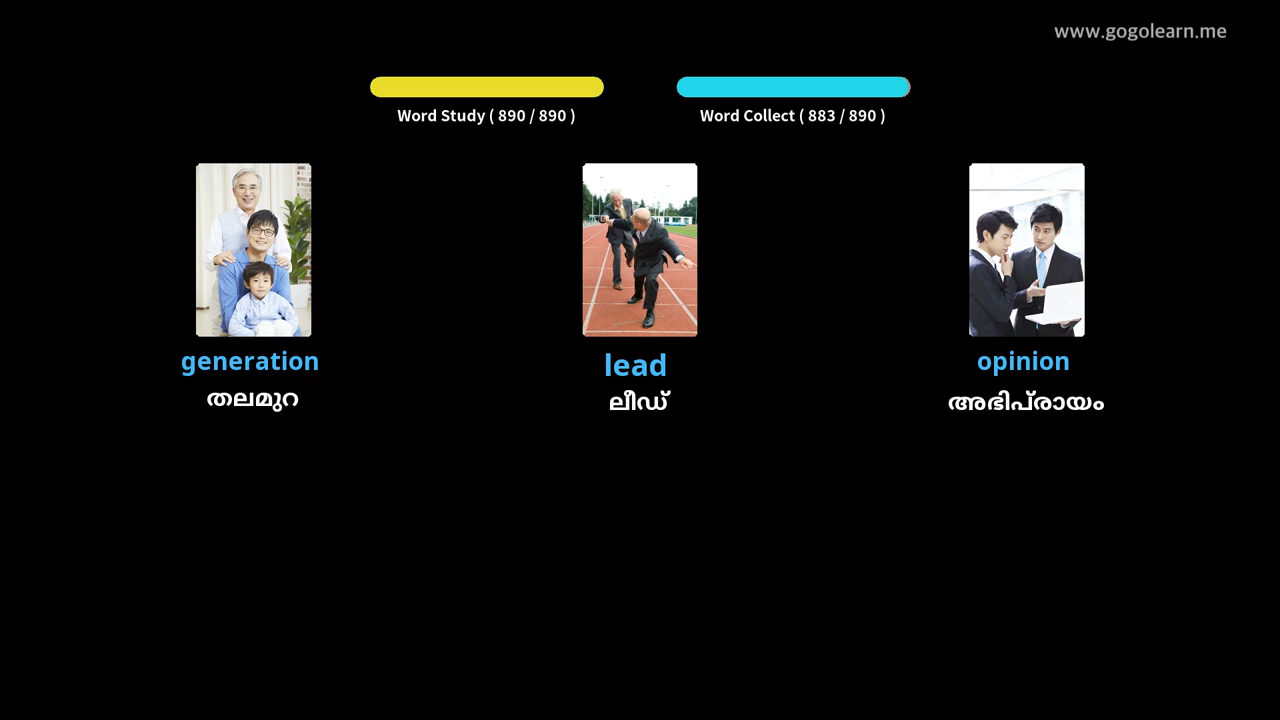 www.gogolearn.me
Word Study ( 890 / 890 )
Word Collect ( 883 / 890 )
generation
തലമുറ
lead
ലീഡ്
opinion
അഭിപ്രായം